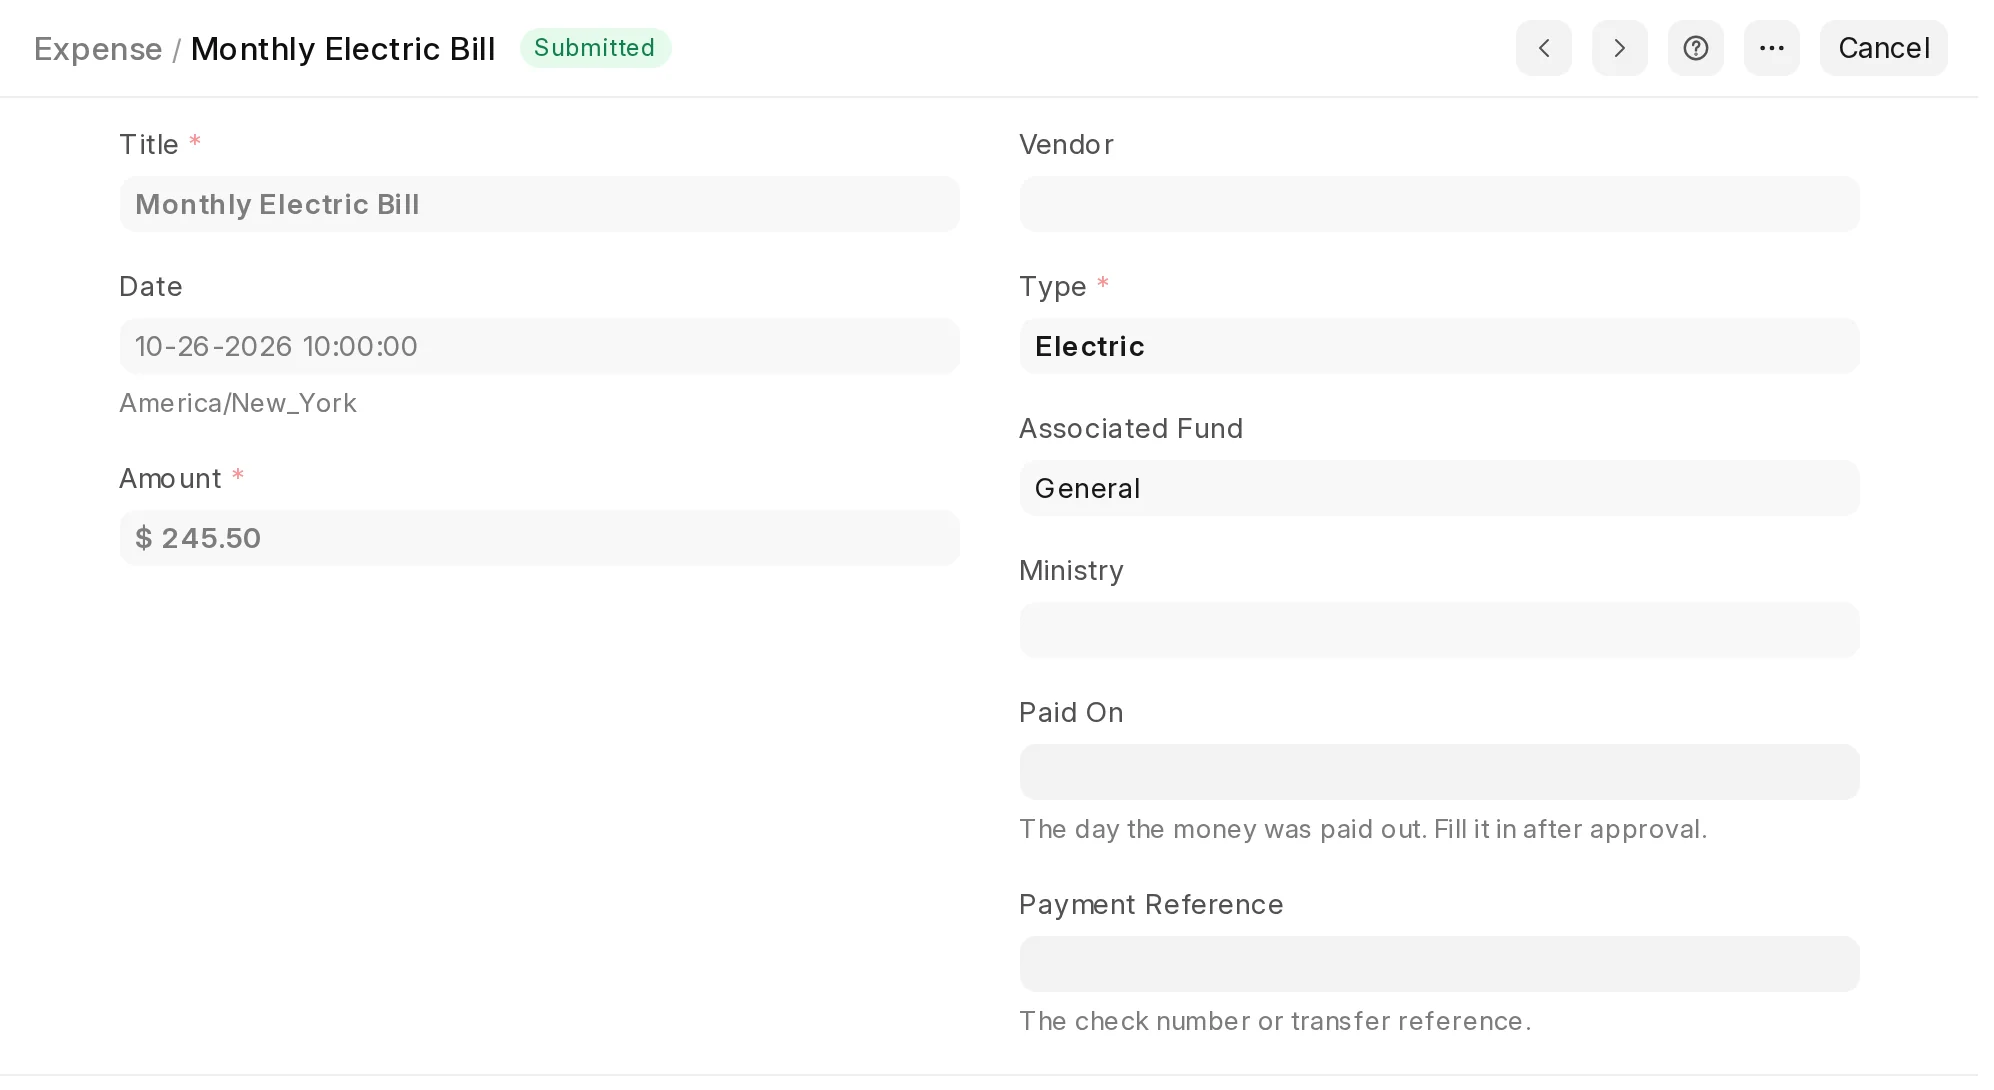 Expense / Monthly Electric Bill Submitted Cancel
Title *
Monthly Electric Bill
Date
10-26-2026 10:00:00
America/New_York
Amount *
$ 245.50
Vendor
Type *
Electric
Associated Fund
General
Ministry
Paid On
The day the money was paid out. Fill it in after approval.
Payment Reference
The check number or transfer reference.